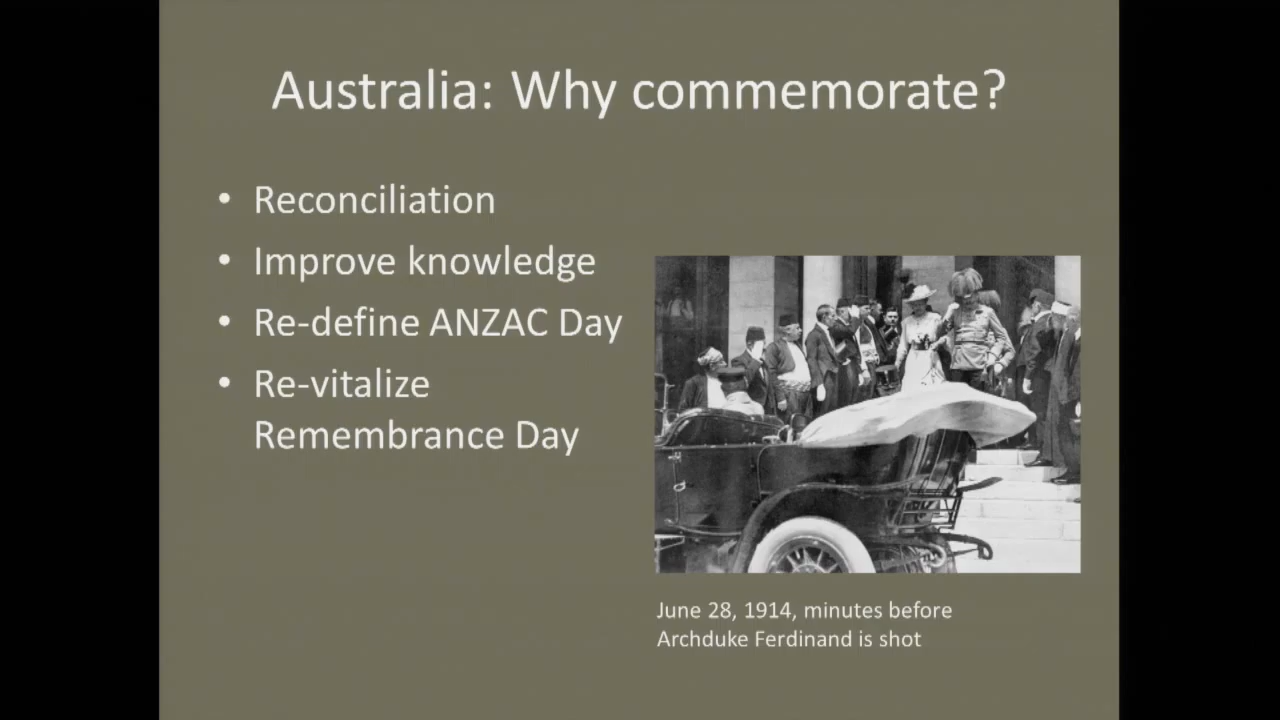 Australia: Why commemorate?
• Reconciliation
• Improve knowledge
• Re-define ANZAC Day
• Re-vitalize
Remembrance Day
June 28, 1914, minutes before
Archduke Ferdinand is shot